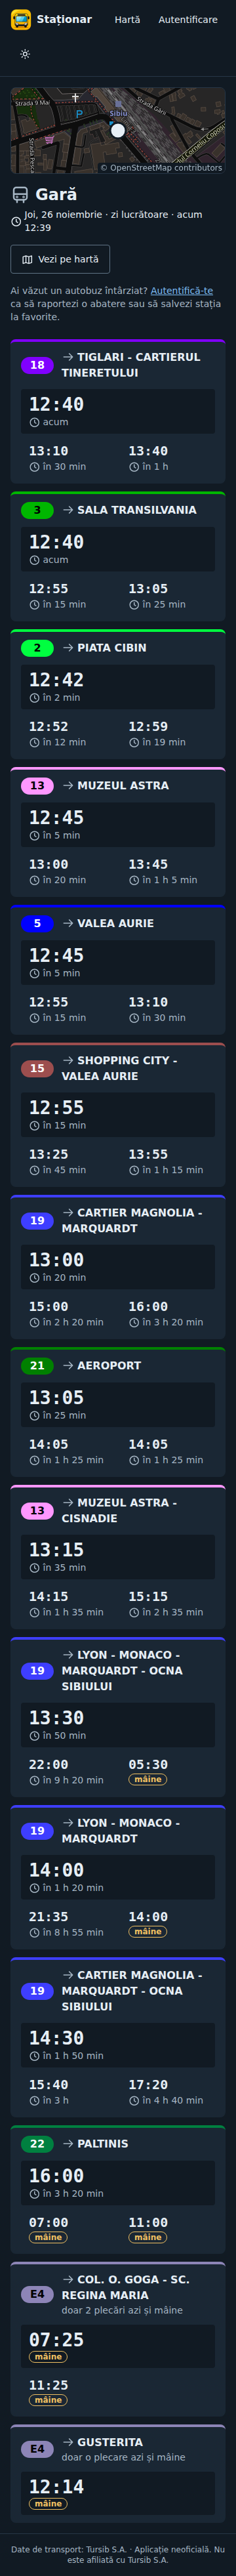 Staționar
Hartă
Autentificare
Strada 9 Mai
P
Sibiu
Strada Gării
© OpenStreetMap contributors
Gară
Joi, 26 noiembrie · zi lucrătoare · acum
12:39
Vezi pe hartă
Ai văzut un autobuz întârziat? Autentifică-te
ca să raportezi o abatere sau să salvezi stația
la favorite.
18 → TIGLARI - CARTIERUL
TINERETULUI
12:40
acum
13:10 13:40
în 30 min în 1 h
3 → SALA TRANSILVANIA
12:40
acum
12:55 13:05
în 15 min în 25 min
2 → PIATA CIBIN
12:42
în 2 min
12:52 12:59
în 12 min în 19 min
13 → MUZEUL ASTRA
12:45
în 5 min
13:00 13:45
în 20 min în 1 h 5 min
5 → VALEA AURIE
12:45
în 5 min
12:55 13:10
în 15 min în 30 min
15 → SHOPPING CITY -
VALEA AURIE
12:55
în 15 min
13:25 13:55
în 45 min în 1 h 15 min
19 → CARTIER MAGNOLIA -
MARQUARDT
13:00
în 20 min
15:00 16:00
în 2 h 20 min în 3 h 20 min
21 → AEROPORT
13:05
în 25 min
14:05 14:05
în 1 h 25 min în 1 h 25 min
13 → MUZEUL ASTRA -
CISNADIE
13:15
în 35 min
14:15 15:15
în 1 h 35 min în 2 h 35 min
19 → LYON - MONACO -
MARQUARDT - OCNA
SIBIULUI
13:30
în 50 min
22:00 05:30
în 9 h 20 min mâine
19 → LYON - MONACO -
MARQUARDT
14:00
în 1 h 20 min
21:35 14:00
în 8 h 55 min mâine
19 → CARTIER MAGNOLIA -
MARQUARDT - OCNA
SIBIULUI
14:30
în 1 h 50 min
15:40 17:20
în 3 h în 4 h 40 min
22 → PALTINIS
16:00
în 3 h 20 min
07:00 11:00
mâine mâine
E4 → COL. O. GOGA - SC.
REGINA MARIA
doar 2 plecări azi și mâine
07:25
mâine
11:25
mâine
E4 → GUSTERITA
doar o plecare azi și mâine
12:14
mâine
Date de transport: Tursib S.A. · Aplicație neoficială. Nu
este afiliată cu Tursib S.A.